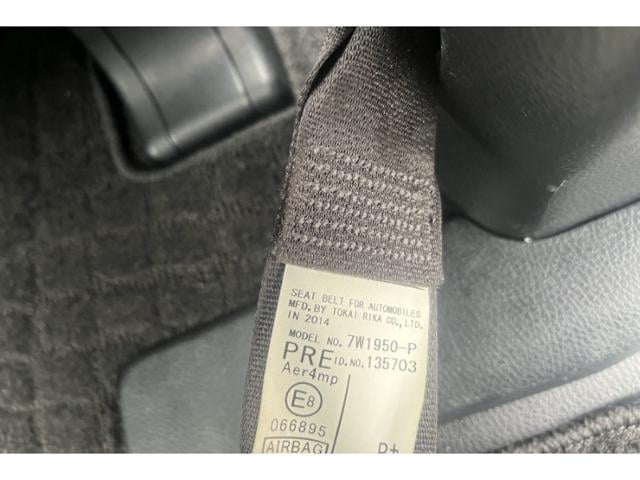 SEAT BELT FOR AUTOMOBILES
MFD. BY TOKAI RIKA CO., LTD.
IN 2014
MODEL NO. 7W1950-P
PRE ID.NO. 135703
Aer4mp
E8
066895
AIRBAG